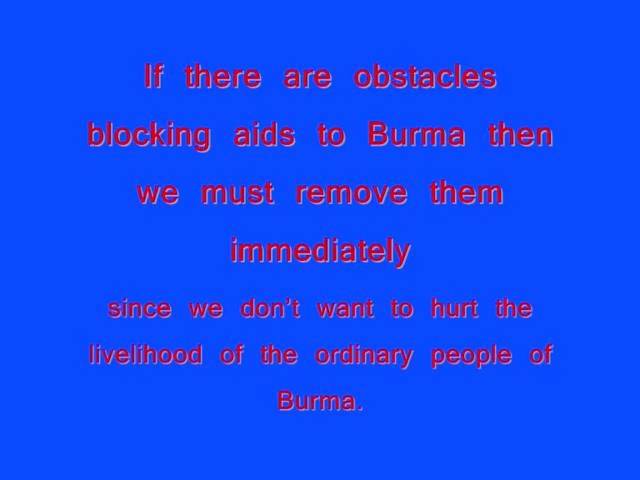 If there are obstacles
blocking aids to Burma then
we must remove them
immediately
since we don’t want to hurt the
livelihood of the ordinary people of
Burma.